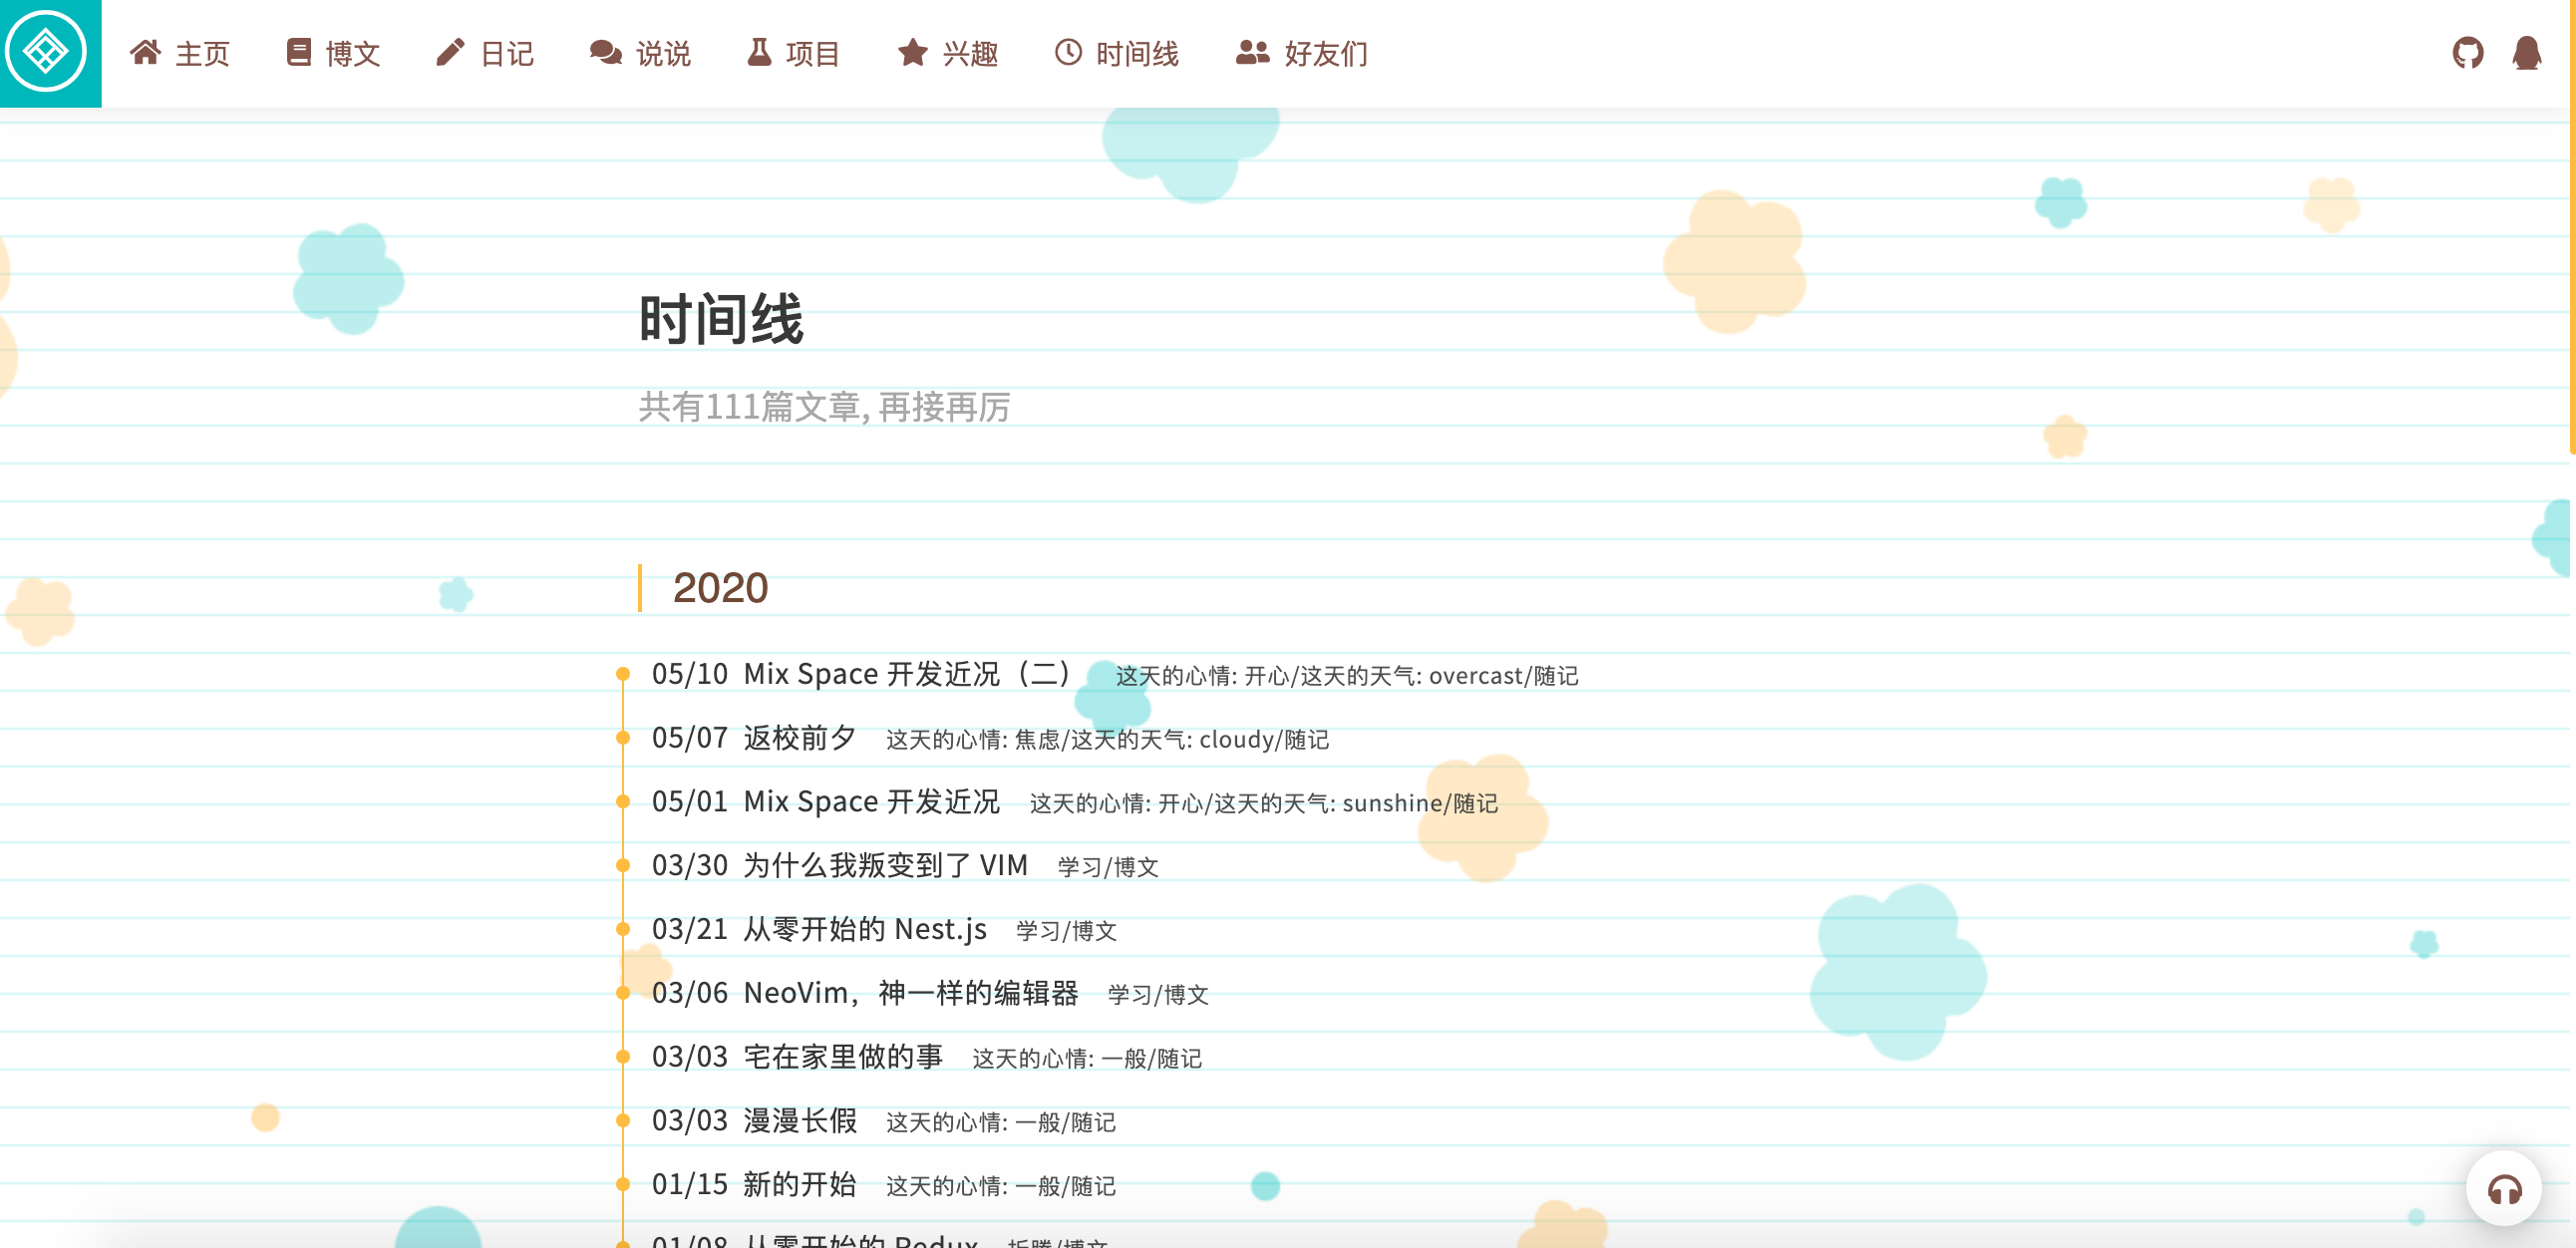 主页 博文 日记 说说 项目 兴趣 时间线 好友们
时间线
共有111篇文章, 再接再厉
2020
05/10 Mix Space 开发近况（二） 这天的心情: 开心/这天的天气: overcast/随记
05/07 返校前夕 这天的心情: 焦虑/这天的天气: cloudy/随记
05/01 Mix Space 开发近况 这天的心情: 开心/这天的天气: sunshine/随记
03/30 为什么我叛变到了 VIM 学习/博文
03/21 从零开始的 Nest.js 学习/博文
03/06 NeoVim，神一样的编辑器 学习/博文
03/03 宅在家里做的事 这天的心情: 一般/随记
03/03 漫漫长假 这天的心情: 一般/随记
01/15 新的开始 这天的心情: 一般/随记
01/08 从零开始的 Redux 折腾/博文